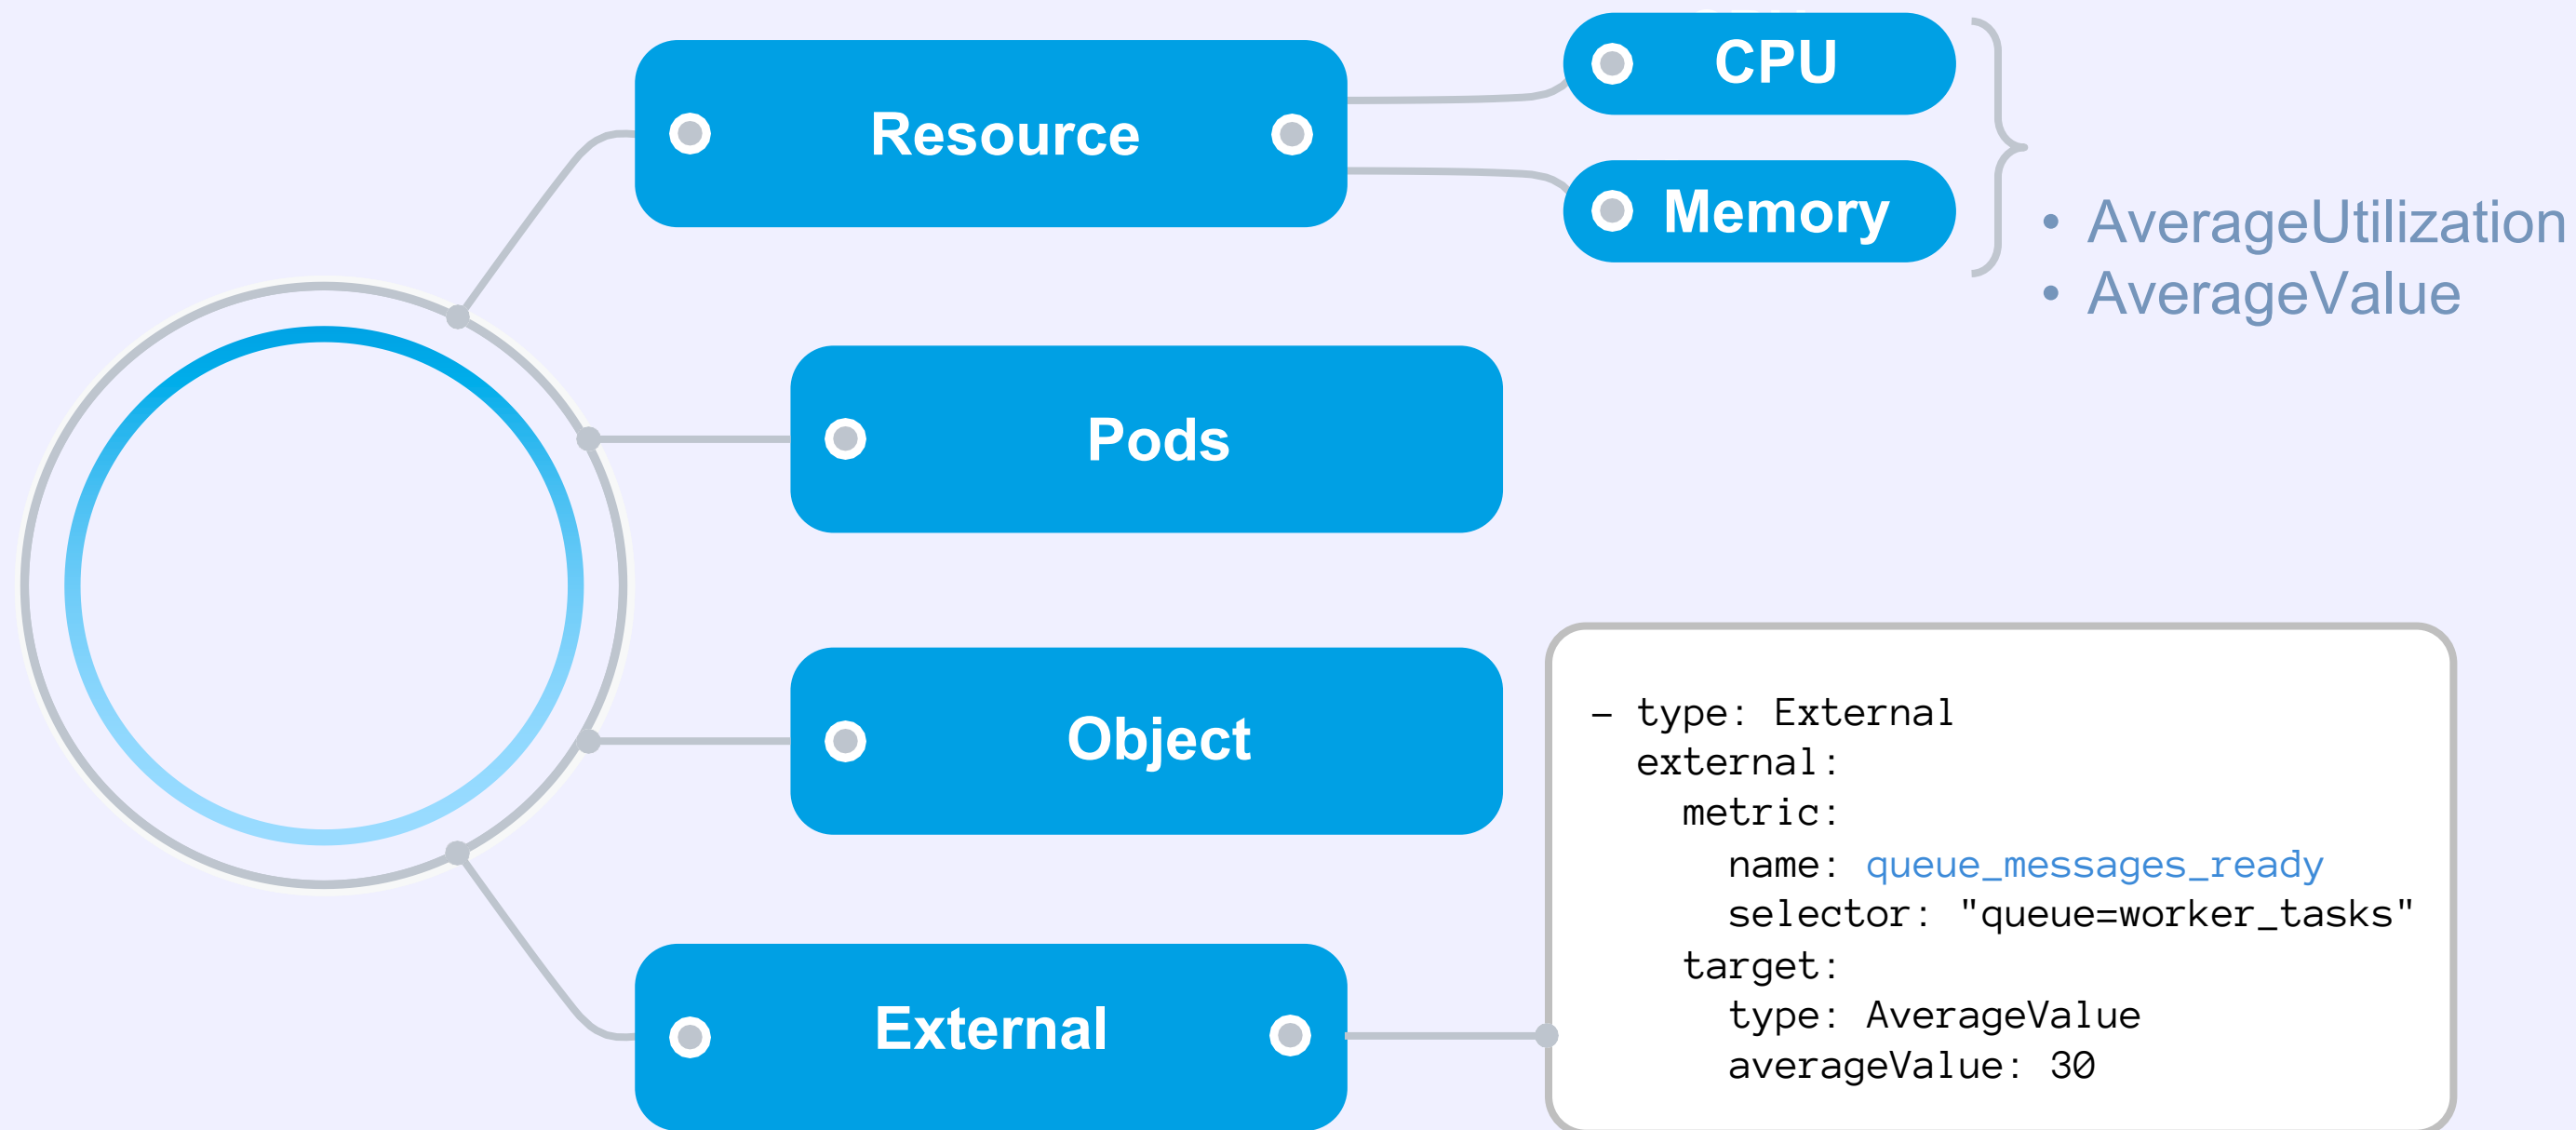 Resource
CPU
Memory
• AverageUtilization
• AverageValue
Pods
Object
External
- type: External
  external:
    metric:
      name: queue_messages_ready
      selector: "queue=worker_tasks"
    target:
      type: AverageValue
      averageValue: 30